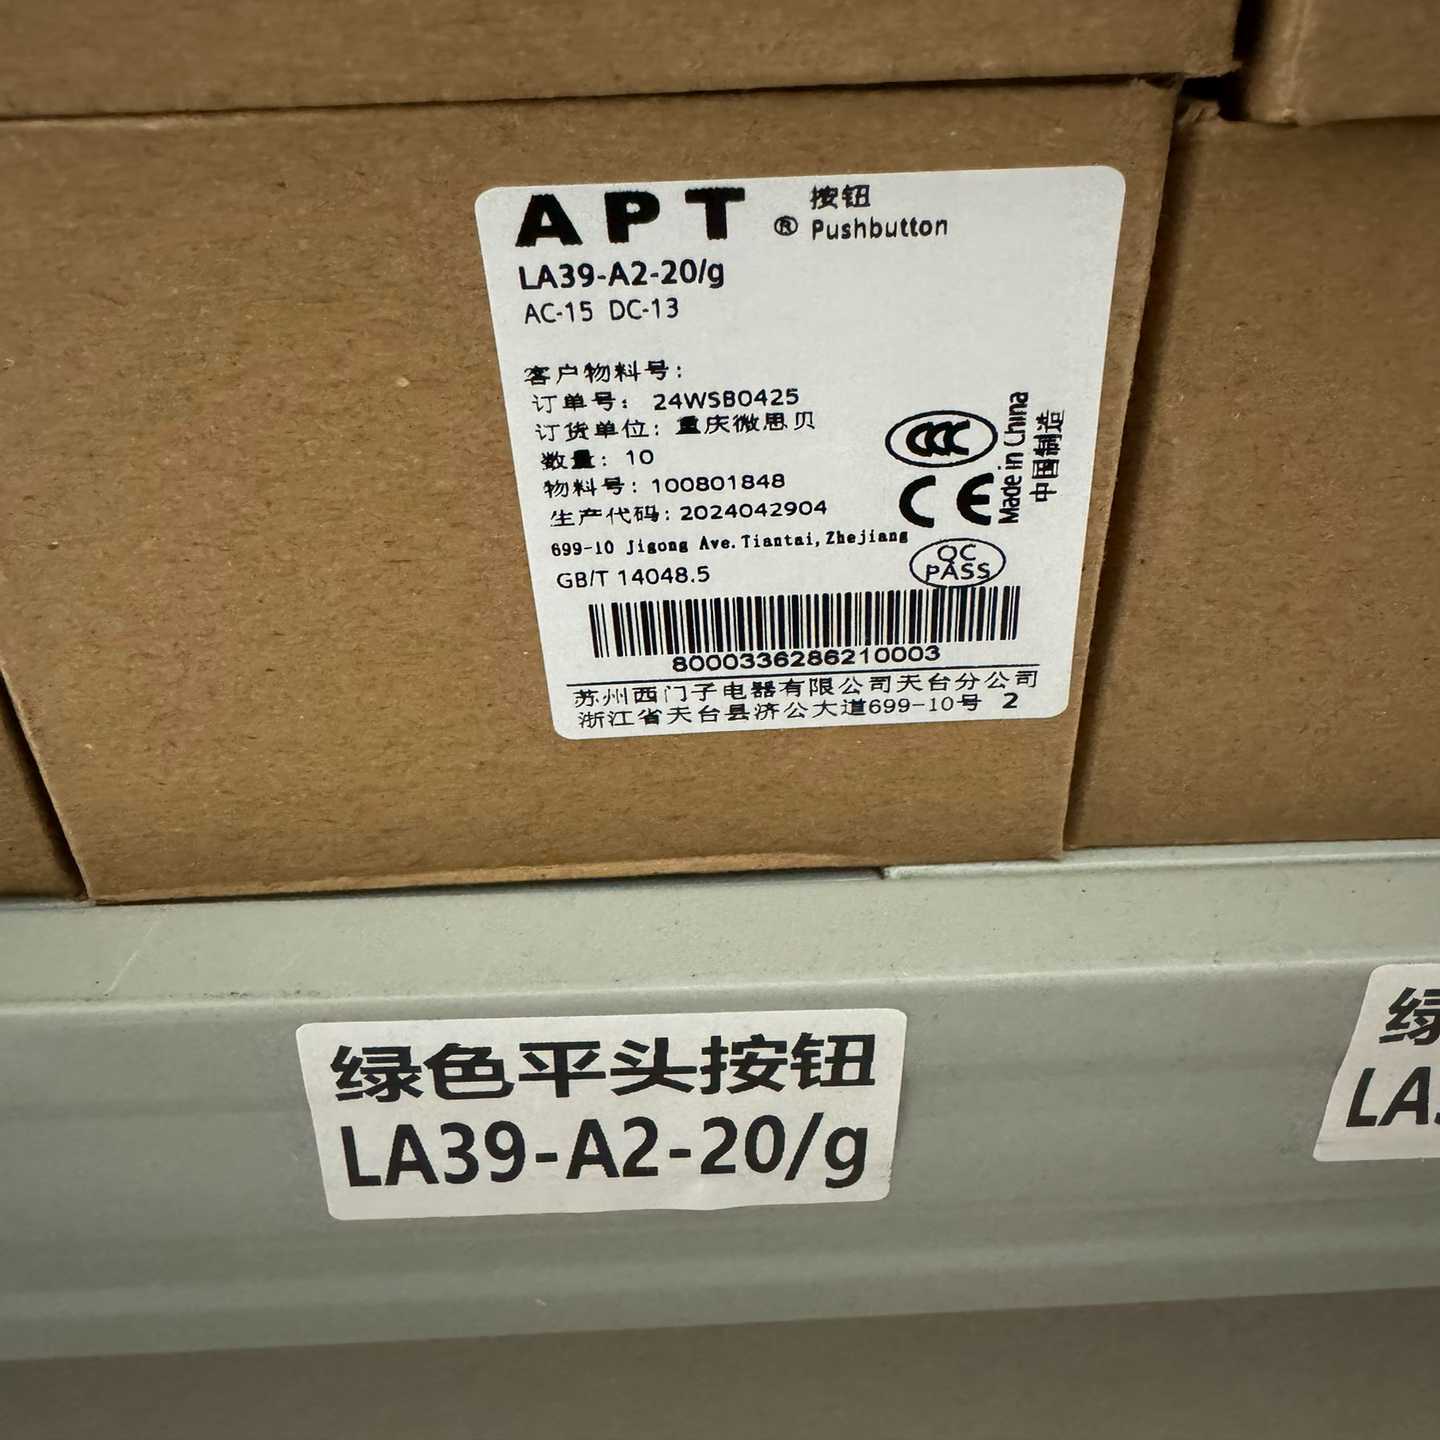 APT ® 按钮
Pushbutton
LA39-A2-20/g
AC-15 DC-13
客户物料号:
订单号: 24WSB0425
订货单位: 重庆微思贝
数量: 10
物料号: 100801848
生产代码: 2024042904
CCC
CE
Made in China
中国制造
699-10 Jigong Ave.Tiantai,Zhejiang
GB/T 14048.5
QC
PASS
8000336286210003
苏州西门子电器有限公司天台分公司
浙江省天台县济公大道699-10号 2
绿色平头按钮
LA39-A2-20/g
绿
LA